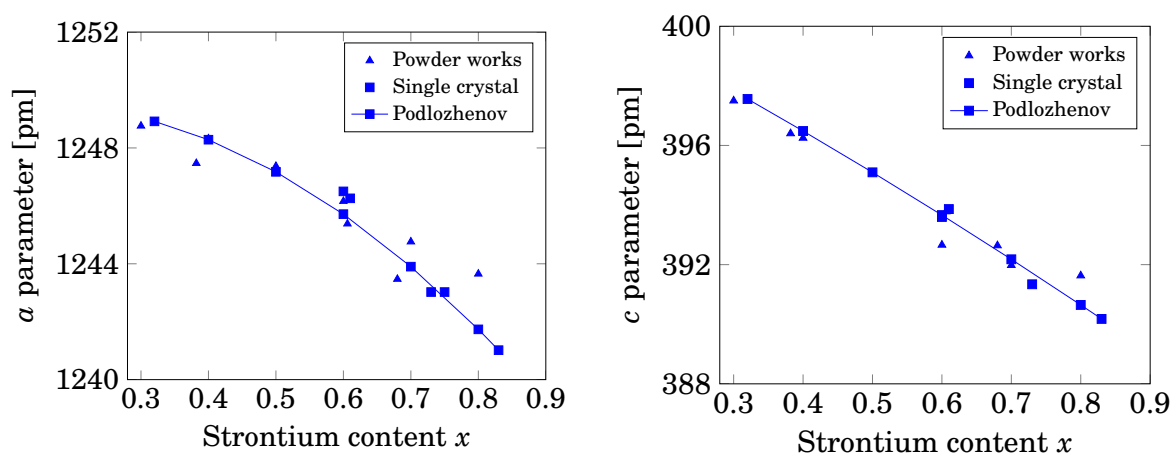 1252
1248
1244
1240
a parameter [pm]
Powder works
Single crystal
Podlozhenov
0.3 0.4 0.5 0.6 0.7 0.8 0.9
Strontium content x
400
396
392
388
c parameter [pm]
Powder works
Single crystal
Podlozhenov
0.3 0.4 0.5 0.6 0.7 0.8 0.9
Strontium content x